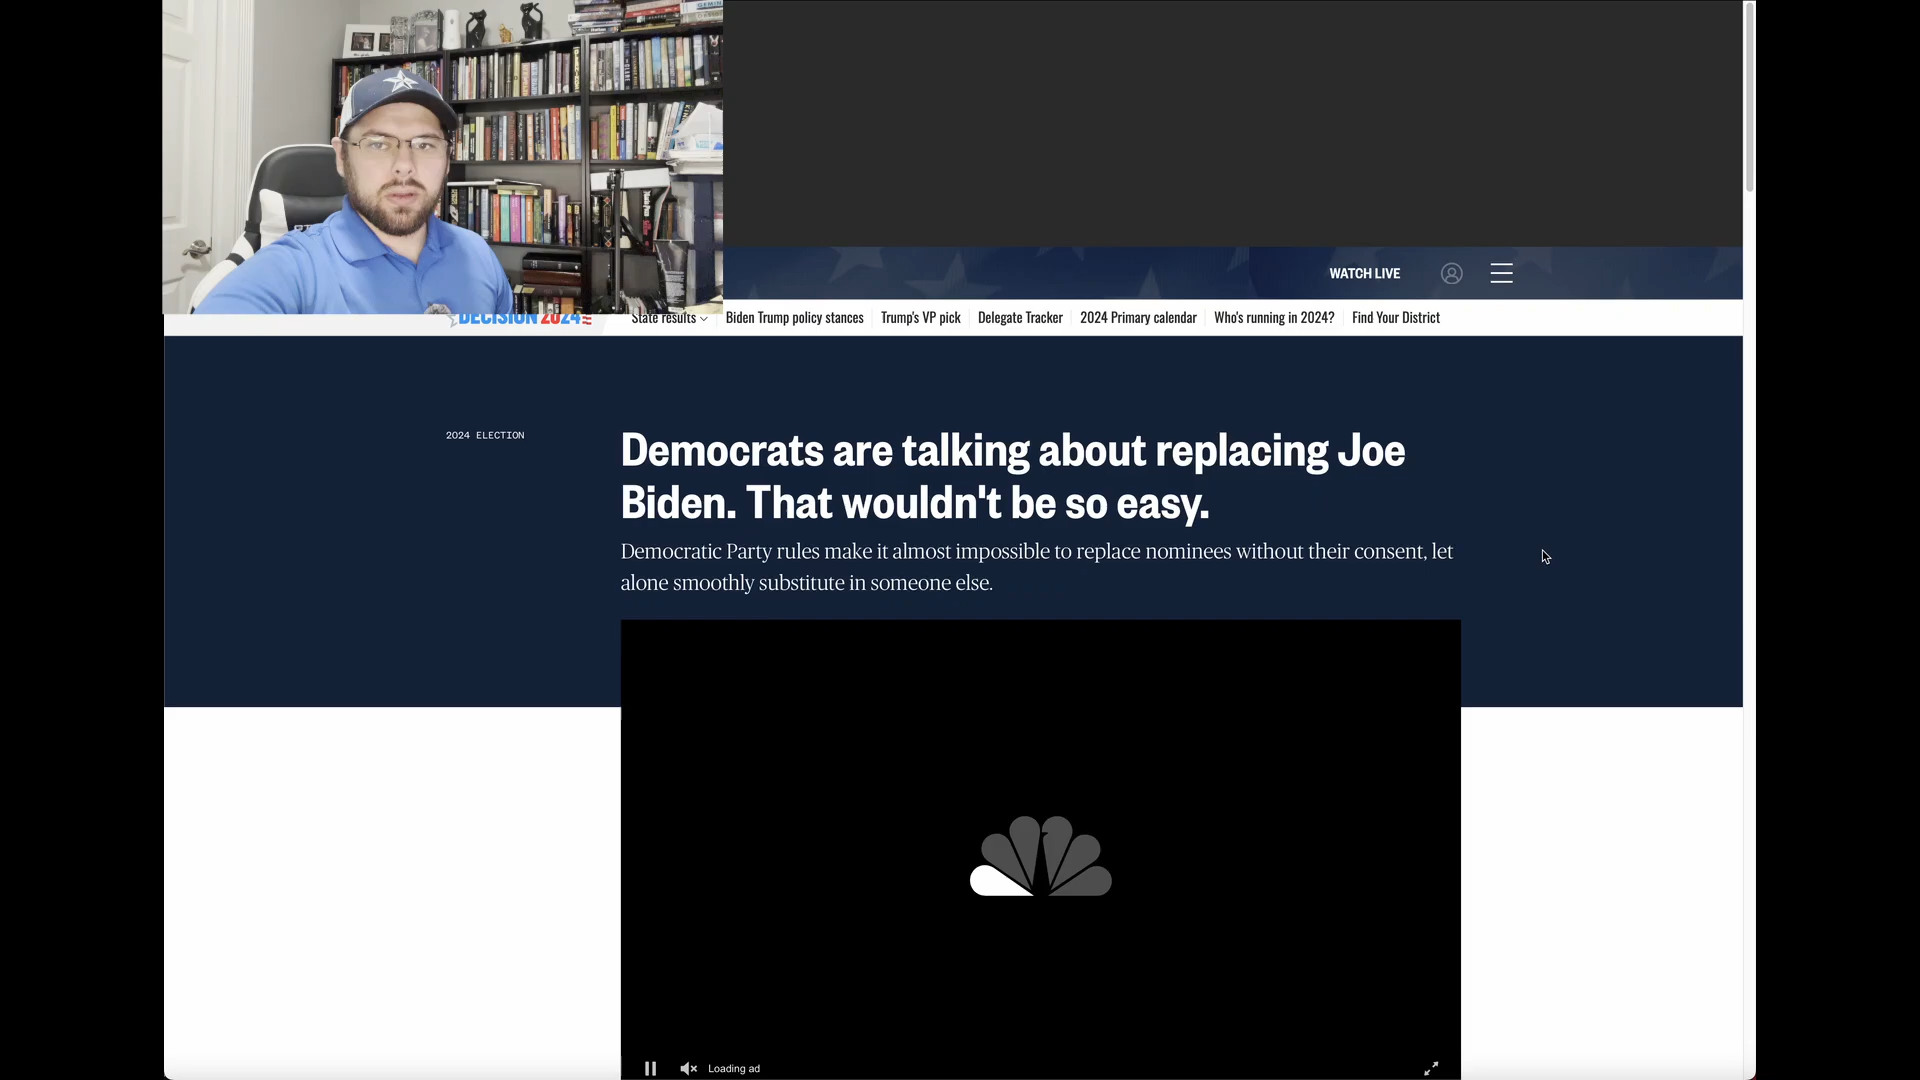 WATCH LIVE
DECISION 2024
State results
Biden Trump policy stances
Trump's VP pick
Delegate Tracker
2024 Primary calendar
Who's running in 2024?
Find Your District
2024 ELECTION
Democrats are talking about replacing Joe
Biden. That wouldn't be so easy.
Democratic Party rules make it almost impossible to replace nominees without their consent, let
alone smoothly substitute in someone else.
Loading ad